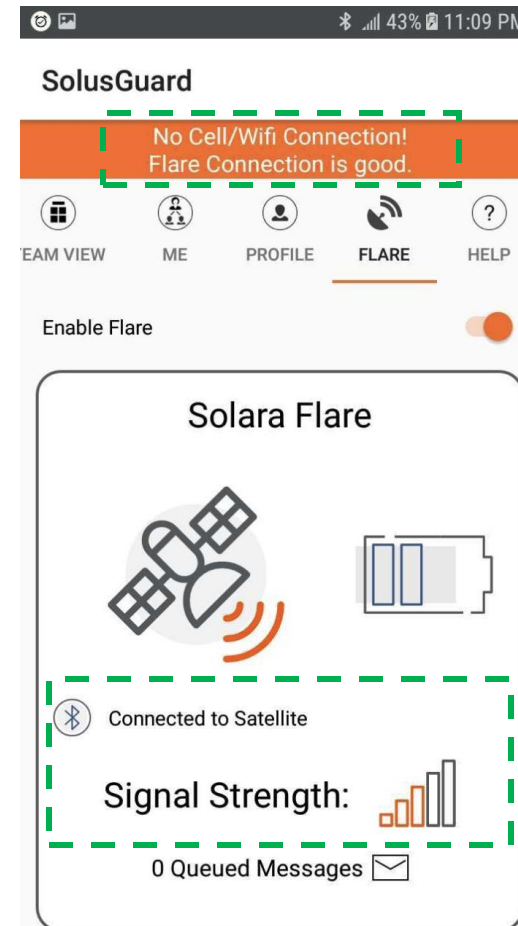 43% 11:09 PM
SolusGuard
No Cell/Wifi Connection!
Flare Connection is good.
EAM VIEW ME PROFILE FLARE HELP
Enable Flare
Solara Flare
Connected to Satellite
Signal Strength:
0 Queued Messages